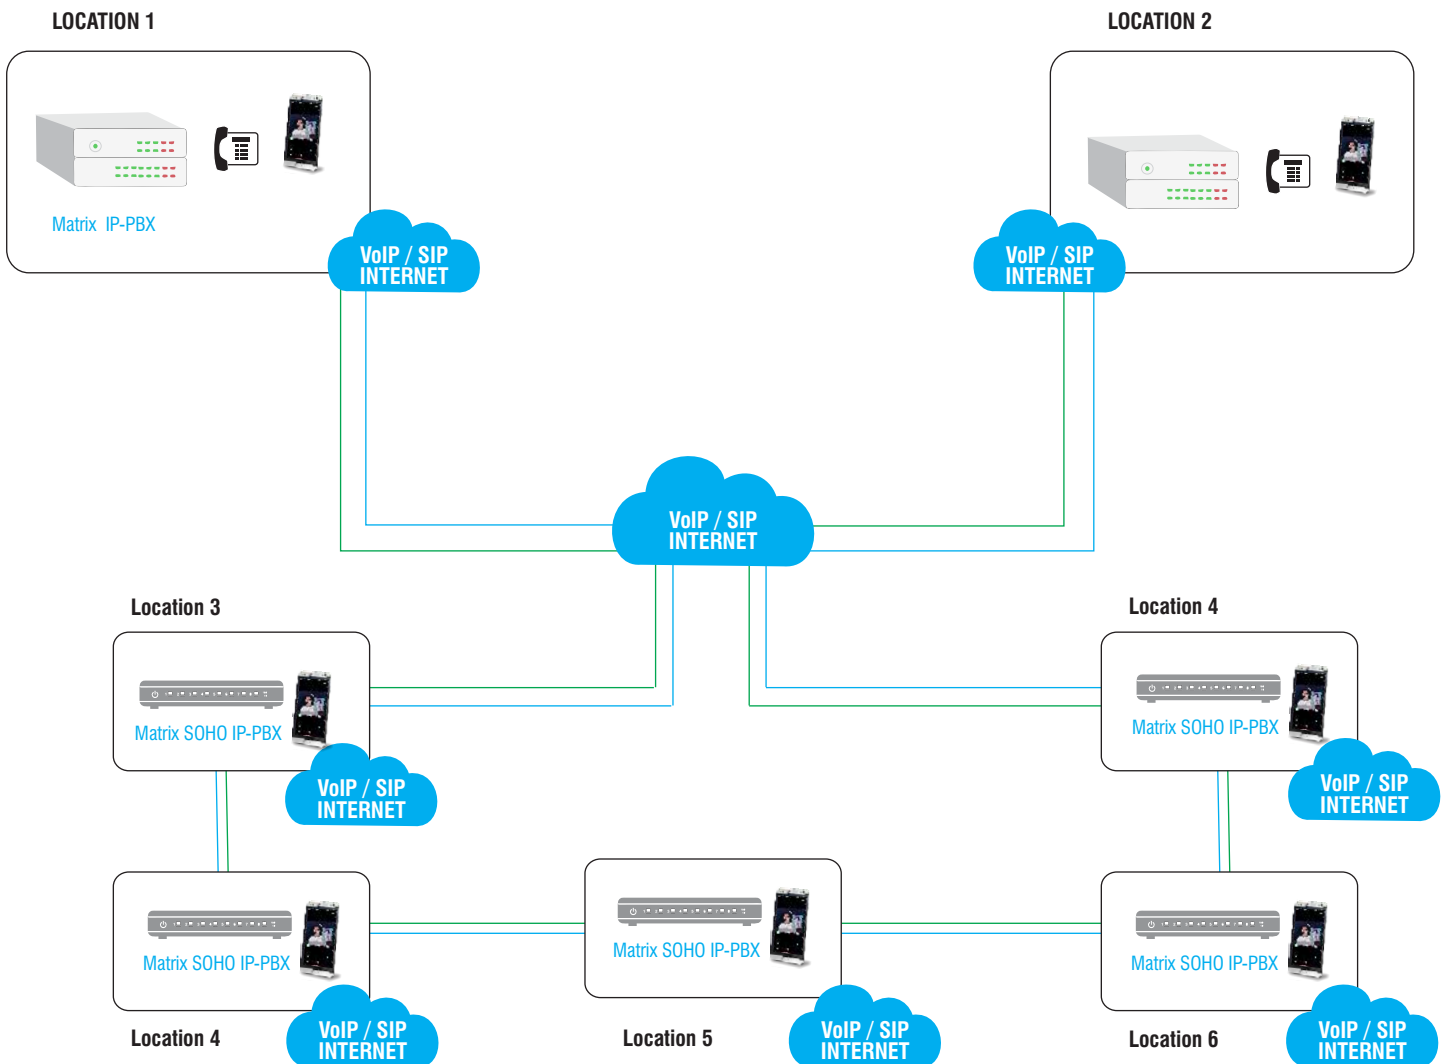 LOCATION 1
LOCATION 2
Matrix IP-PBX
VoIP / SIP
INTERNET
VoIP / SIP
INTERNET
VoIP / SIP
INTERNET
Location 3
Location 4
Matrix SOHO IP-PBX
Matrix SOHO IP-PBX
VoIP / SIP
INTERNET
VoIP / SIP
INTERNET
Matrix SOHO IP-PBX
Matrix SOHO IP-PBX
Matrix SOHO IP-PBX
Location 4
VoIP / SIP
INTERNET
Location 5
VoIP / SIP
INTERNET
Location 6
VoIP / SIP
INTERNET